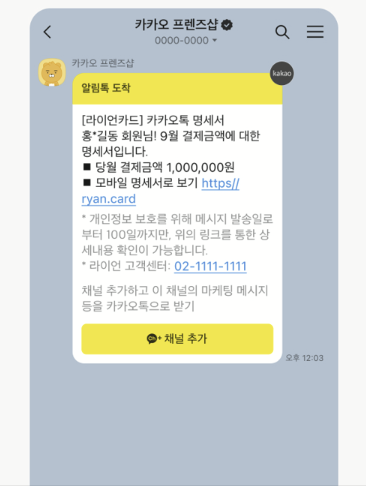 카카오 프렌즈샵
0000-0000
카카오 프렌즈샵
kakao
알림톡 도착
[라이언카드] 카카오톡 명세서
홍*길동 회원님! 9월 결제금액에 대한
명세서입니다.
■ 당월 결제금액 1,000,000원
■ 모바일 명세서로 보기 https//
ryan.card
* 개인정보 보호를 위해 메시지 발송일로
부터 100일까지만, 위의 링크를 통한 상
세내용 확인이 가능합니다.
* 라이언 고객센터: 02-1111-1111
채널 추가하고 이 채널의 마케팅 메시지
등을 카카오톡으로 받기
Ch+ 채널 추가
오후 12:03